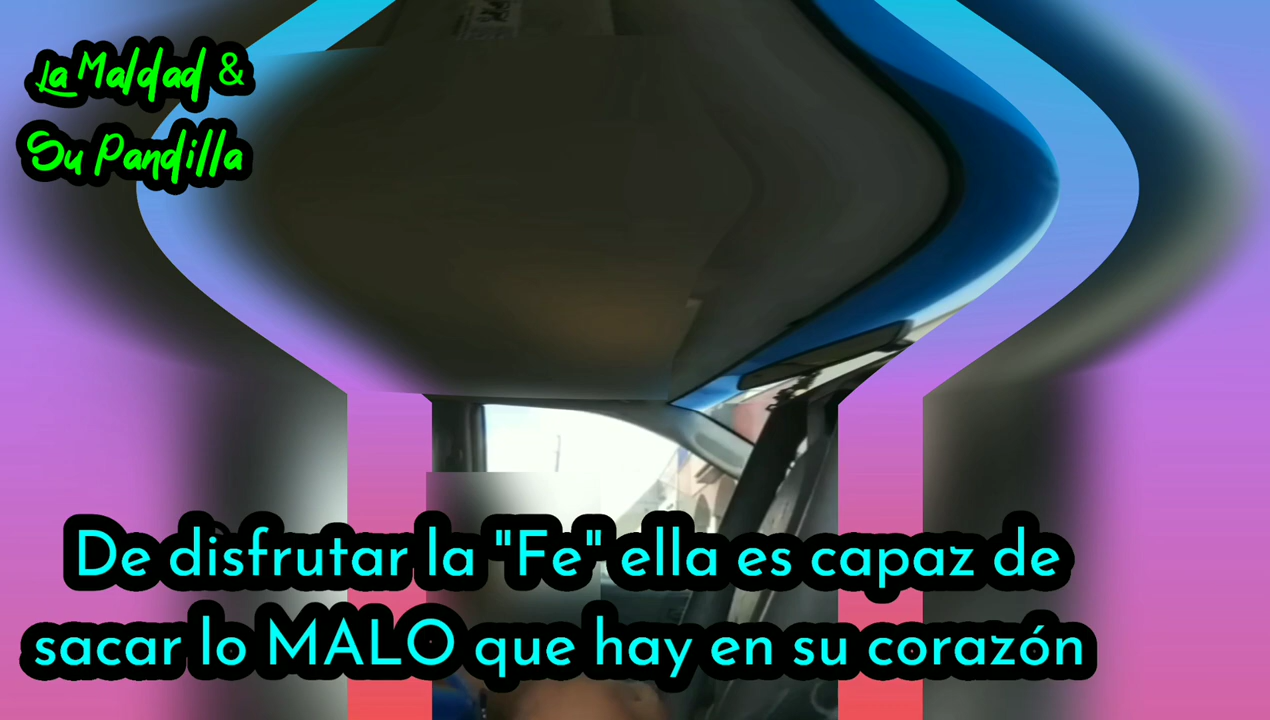 La Maldad &
Su Pandilla
De disfrutar la "Fe" ella es capaz de
sacar lo MALO que hay en su corazón